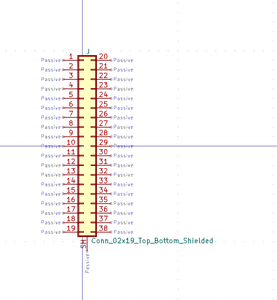 J
Passive 1 20 Passive
Passive 2 21 Passive
Passive 3 22 Passive
Passive 4 23 Passive
Passive 5 24 Passive
Passive 6 25 Passive
Passive 7 26 Passive
Passive 8 27 Passive
Passive 9 28 Passive
Passive 10 29 Passive
Passive 11 30 Passive
Passive 12 31 Passive
Passive 13 32 Passive
Passive 14 33 Passive
Passive 15 34 Passive
Passive 16 35 Passive
Passive 17 36 Passive
Passive 18 37 Passive
Passive 19 38 Passive
SH
Conn_02x19_Top_Bottom_Shielded
Passive